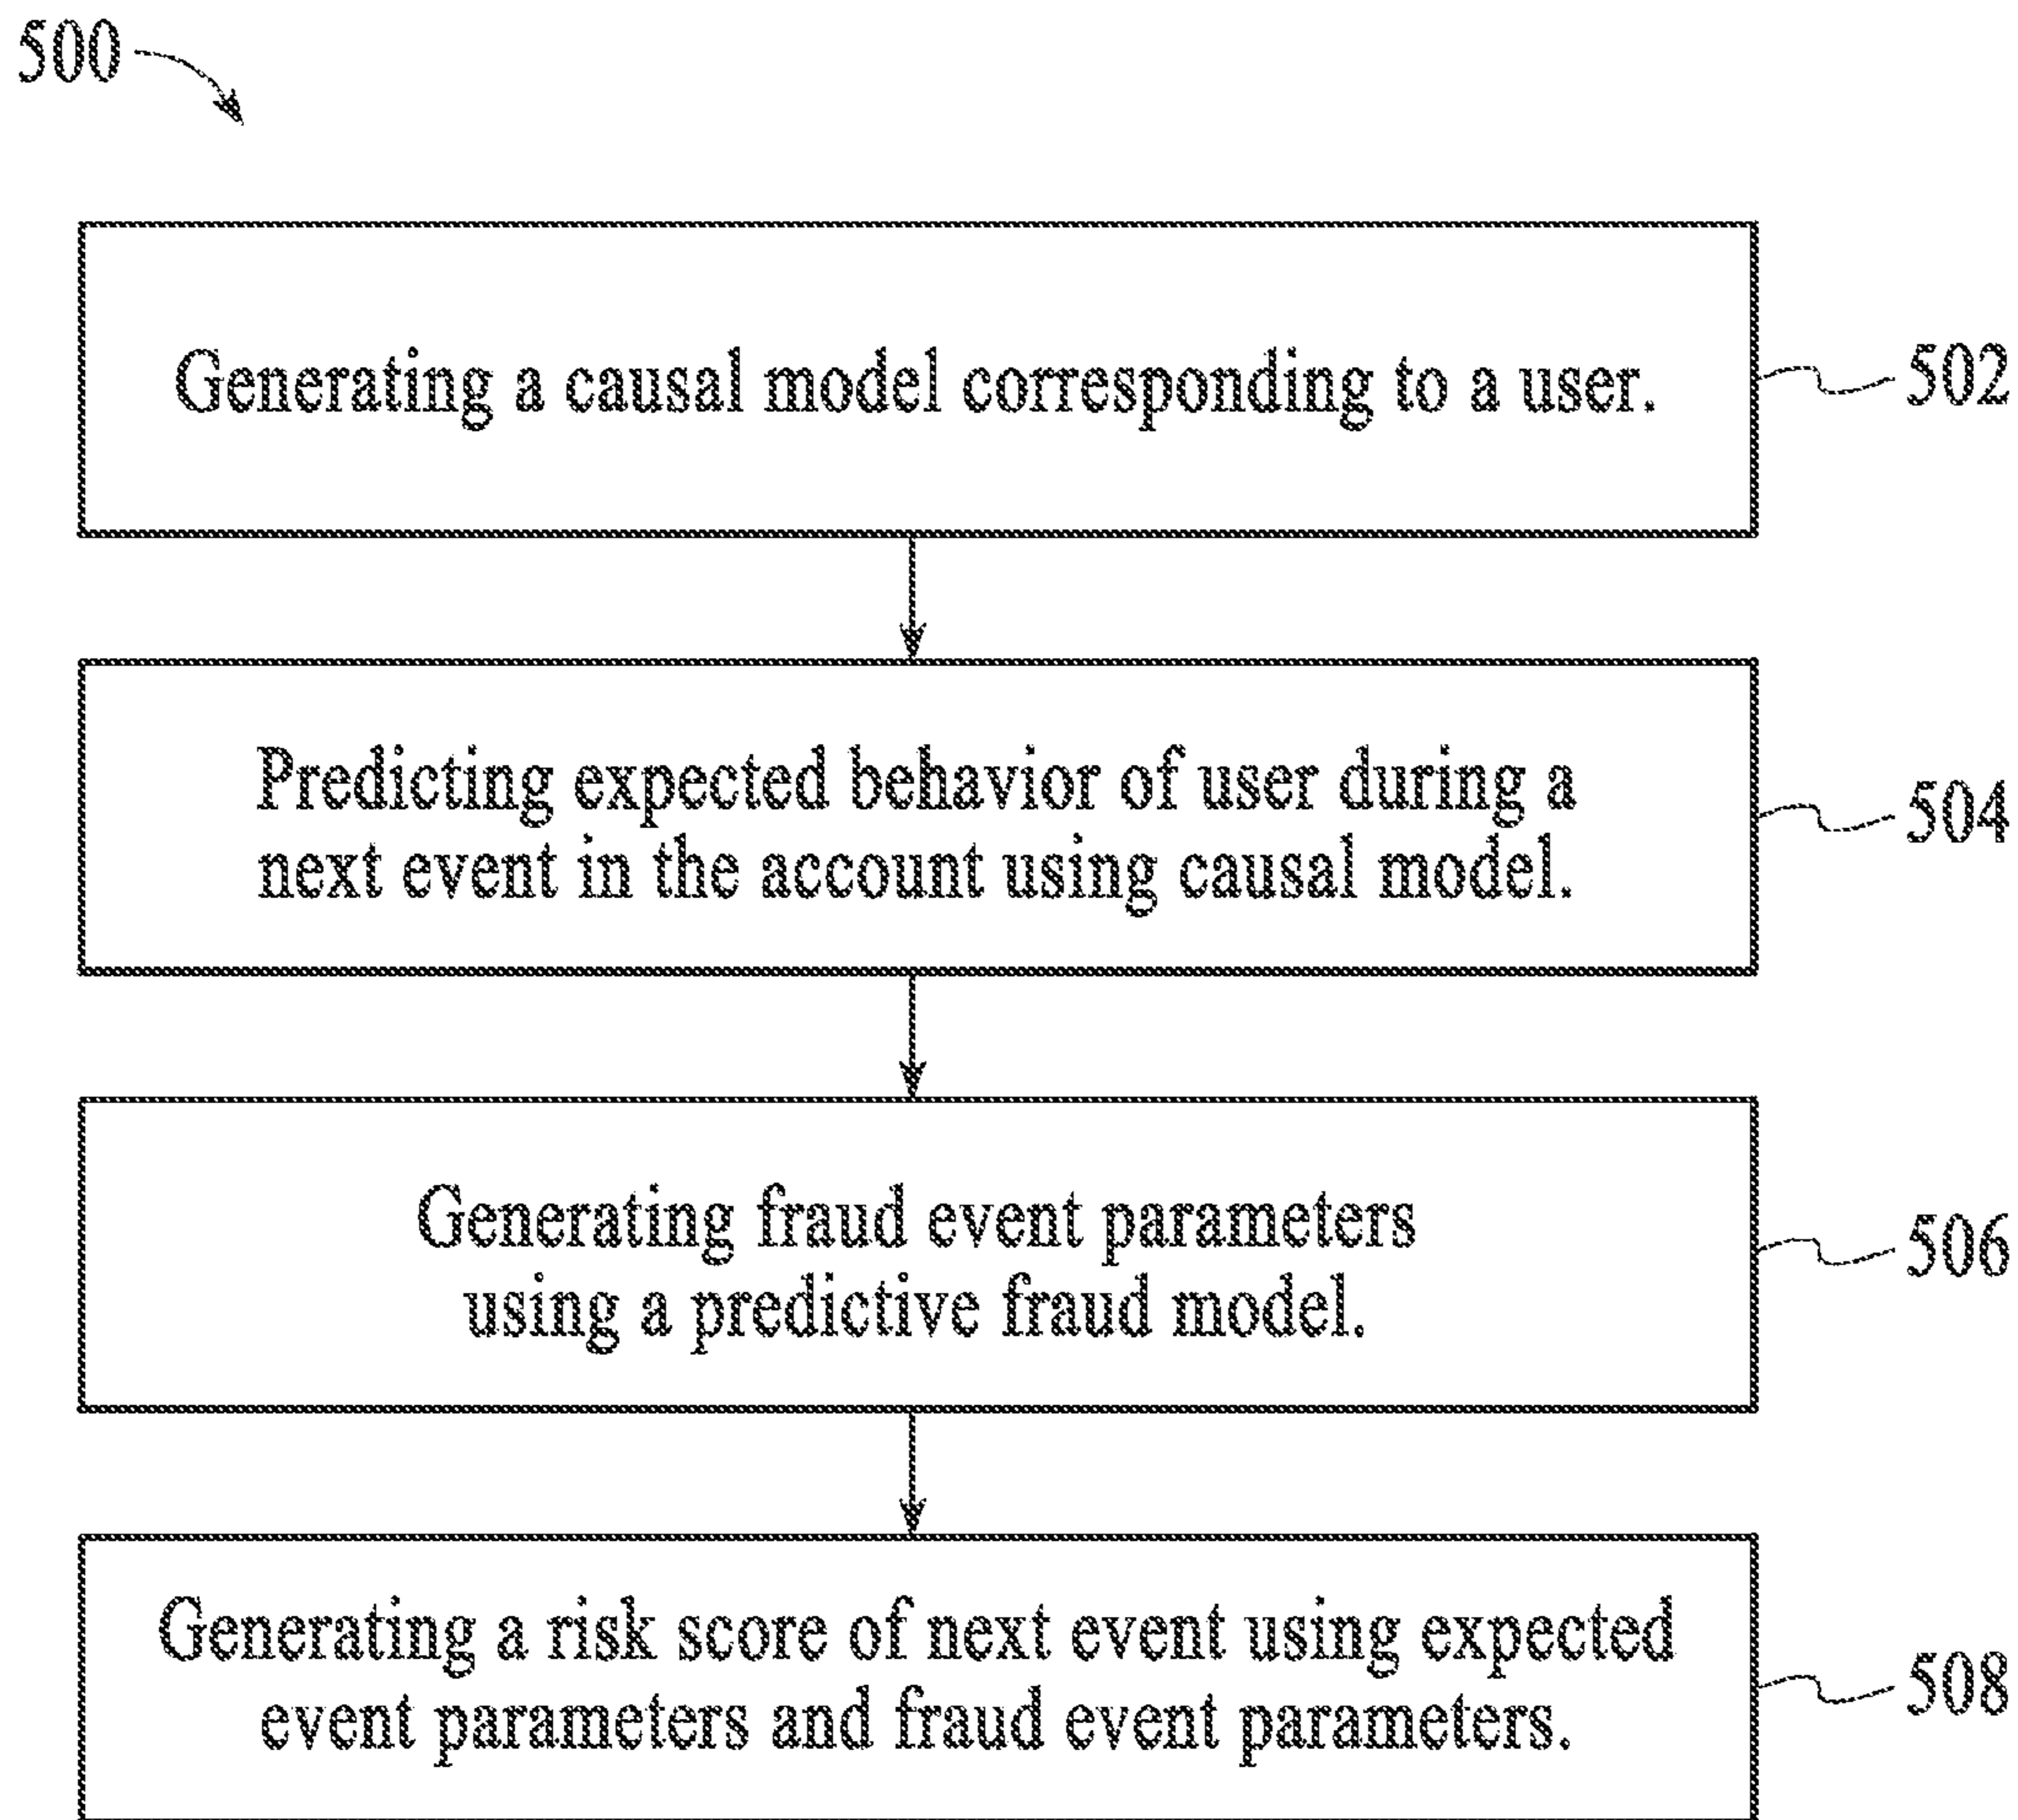 500
Generating a causal model corresponding to a user.
502
Predicting expected behavior of user during a
next event in the account using causal model.
504
Generating fraud event parameters
using a predictive fraud model.
506
Generating a risk score of next event using expected
event parameters and fraud event parameters.
508